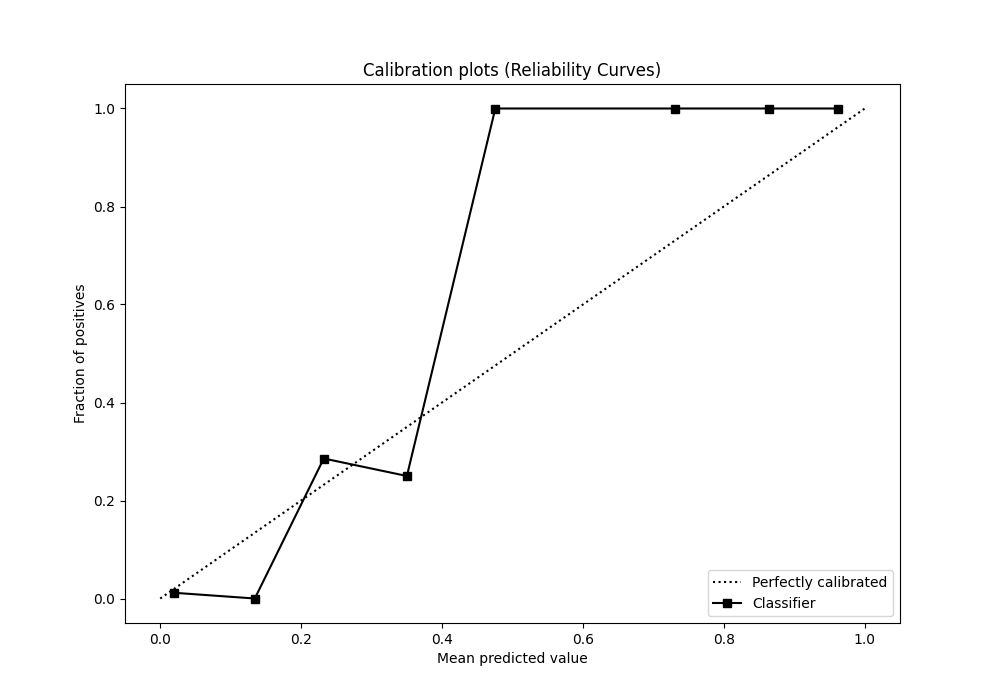 Calibration plots (Reliability Curves)
1.0
0.8
0.6
0.4
0.2
0.0
Fraction of positives
0.0 0.2 0.4 0.6 0.8 1.0
Mean predicted value
Perfectly calibrated
Classifier